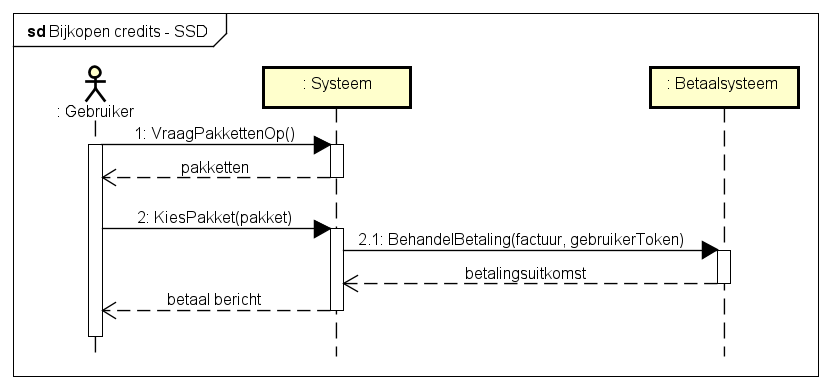 sd Bijkopen credits - SSD
: Gebruiker
: Systeem
: Betaalsysteem
1: VraagPakkettenOp()
pakketten
2: KiesPakket(pakket)
2.1: BehandelBetaling(factuur, gebruikerToken)
betalingsuitkomst
betaal bericht